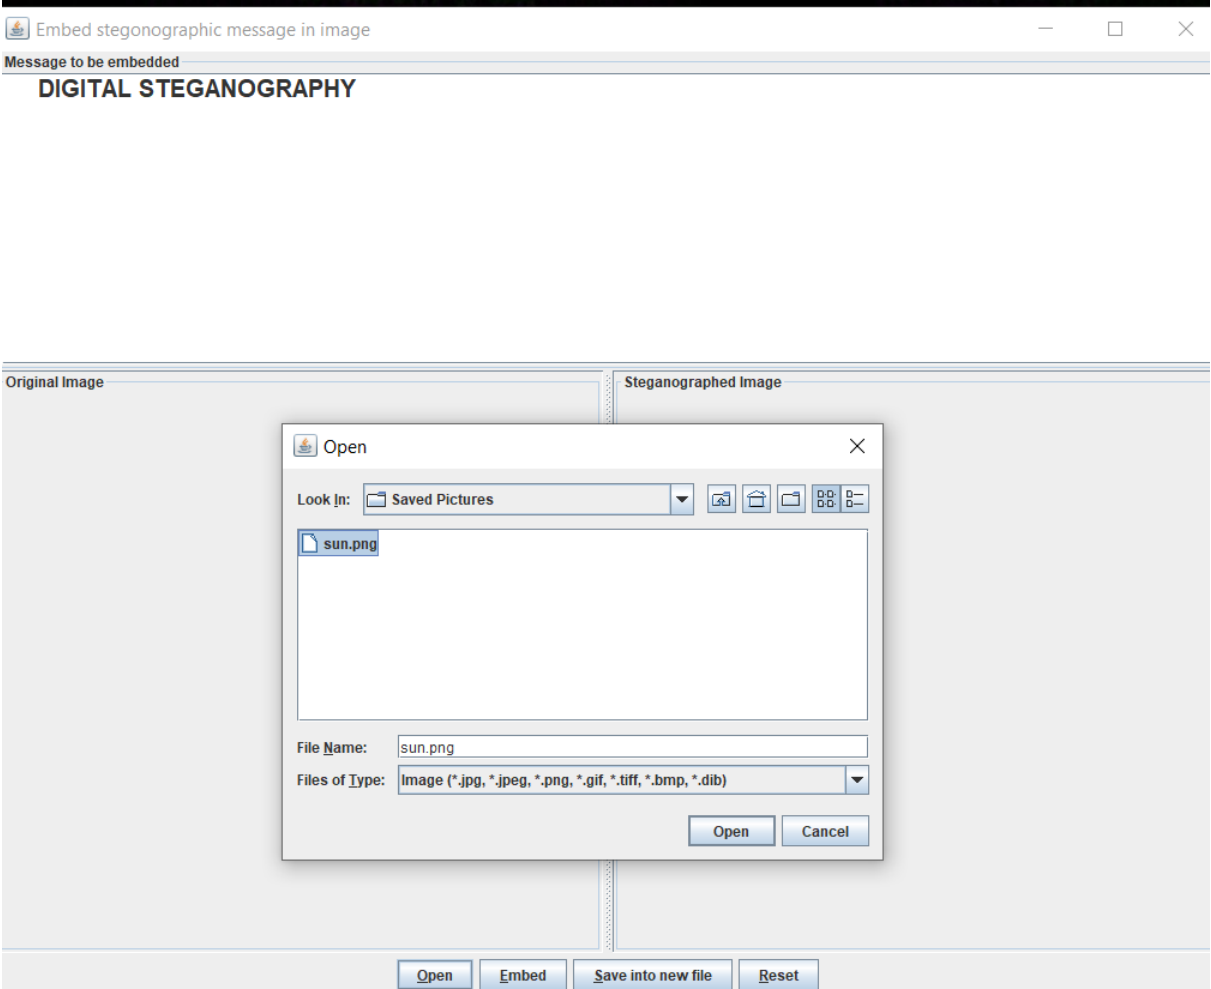 Embed stegonographic message in image
Message to be embedded
DIGITAL STEGANOGRAPHY
Original Image
Steganographed Image
Open
Look In: Saved Pictures
sun.png
File Name: sun.png
Files of Type: Image (*.jpg, *.jpeg, *.png, *.gif, *.tiff, *.bmp, *.dib)
Open Cancel
Open Embed Save into new file Reset